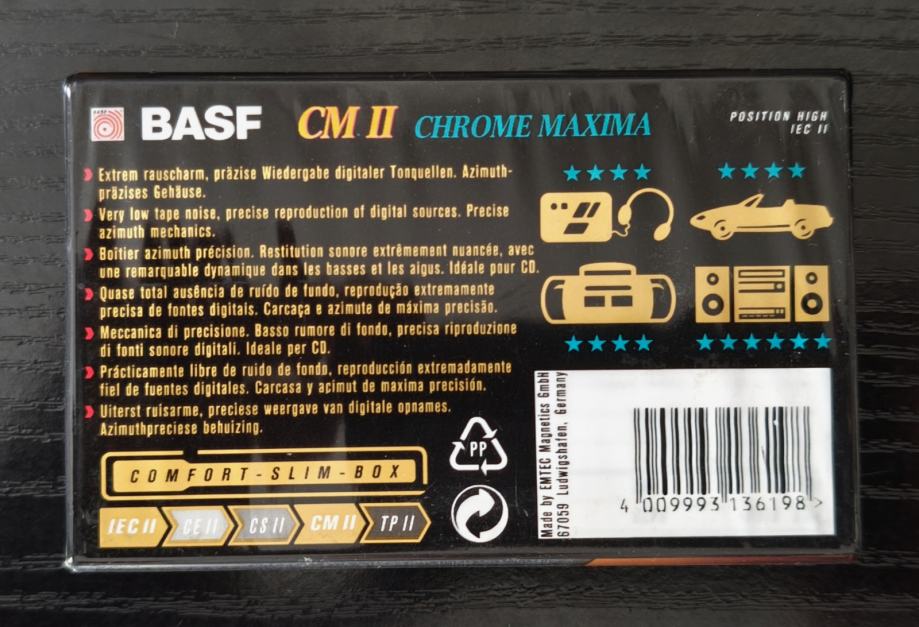 BASF
BASF CM II CHROME MAXIMA
POSITION HIGH
IEC II
Extrem rauscharm, präzise Wiedergabe digitaler Tonquellen. Azimuth-
präzises Gehäuse.
Very low tape noise, precise reproduction of digital sources. Precise
azimuth mechanics.
Boîtier azimuth précision. Restitution sonore extrêmement nuancée, avec
une remarquable dynamique dans les basses et les aigus. Idéale pour CD.
Quase total ausência de ruído de fundo, reprodução extremamente
precisa de fontes digitais. Carcaça e azimute de máxima precisão.
Meccanica di precisione. Basso rumore di fondo, precisa riproduzione
di fonti sonore digitali. Ideale per CD.
Prácticamente libre de ruido de fondo, reproducción extremadamente
fiel de fuentes digitales. Carcasa y acimut de maxima precisión.
Uiterst ruisarme, preciese weergave van digitale opnames.
Azimuthpreciese behuizing.
COMFORT-SLIM-BOX
IEC II CE II CS II CM II TP II
PP
Made by EMTEC Magnetics GmbH
67059 Ludwigshafen, Germany
4 009993 136198 >